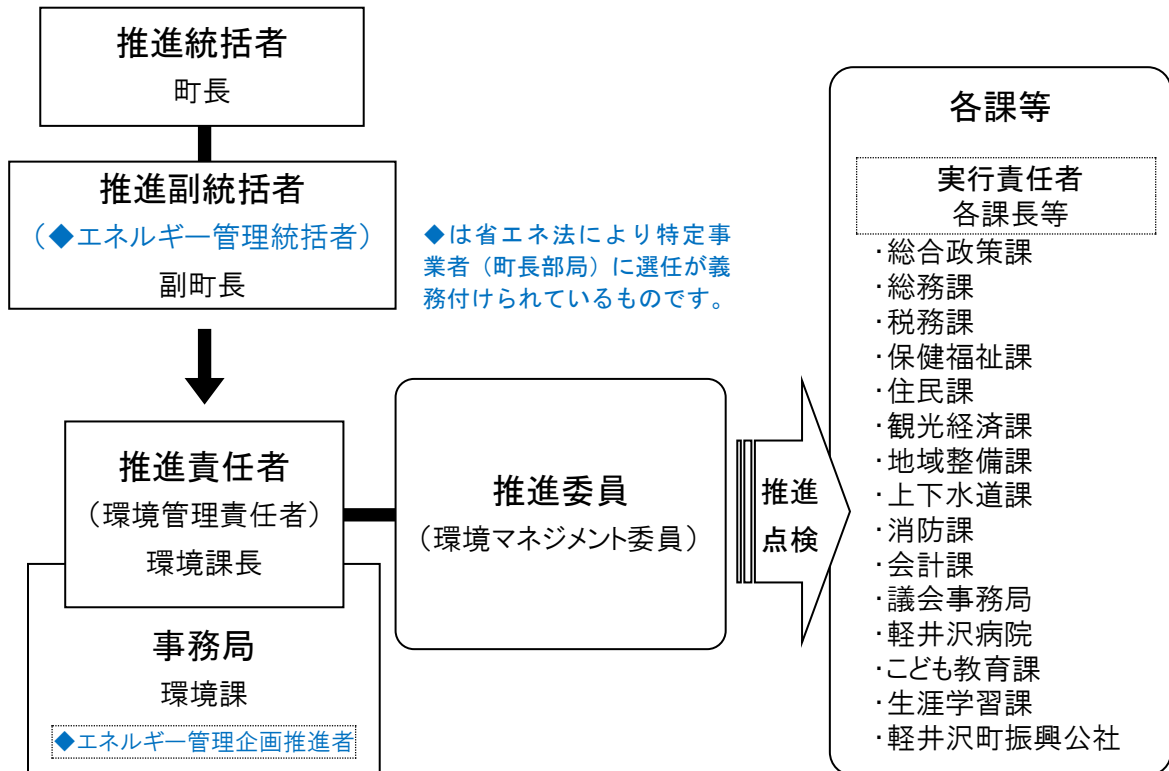 推進統括者
町長
推進副統括者
（◆エネルギー管理統括者）
副町長
◆は省エネ法により特定事
業者（町長部局）に選任が義
務付けられているものです。
推進責任者
（環境管理責任者）
環境課長
事務局
環境課
◆エネルギー管理企画推進者
推進委員
（環境マネジメント委員）
推進
点検
各課等
実行責任者
各課長等
・総合政策課
・総務課
・税務課
・保健福祉課
・住民課
・観光経済課
・地域整備課
・上下水道課
・消防課
・会計課
・議会事務局
・軽井沢病院
・こども教育課
・生涯学習課
・軽井沢町振興公社